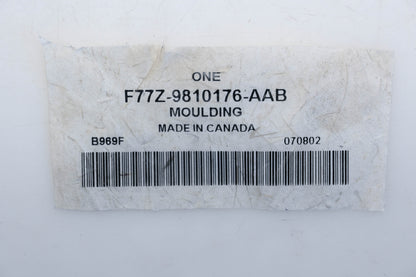 ONE
F77Z-9810176-AAB
MOULDING
MADE IN CANADA
B969F 070802